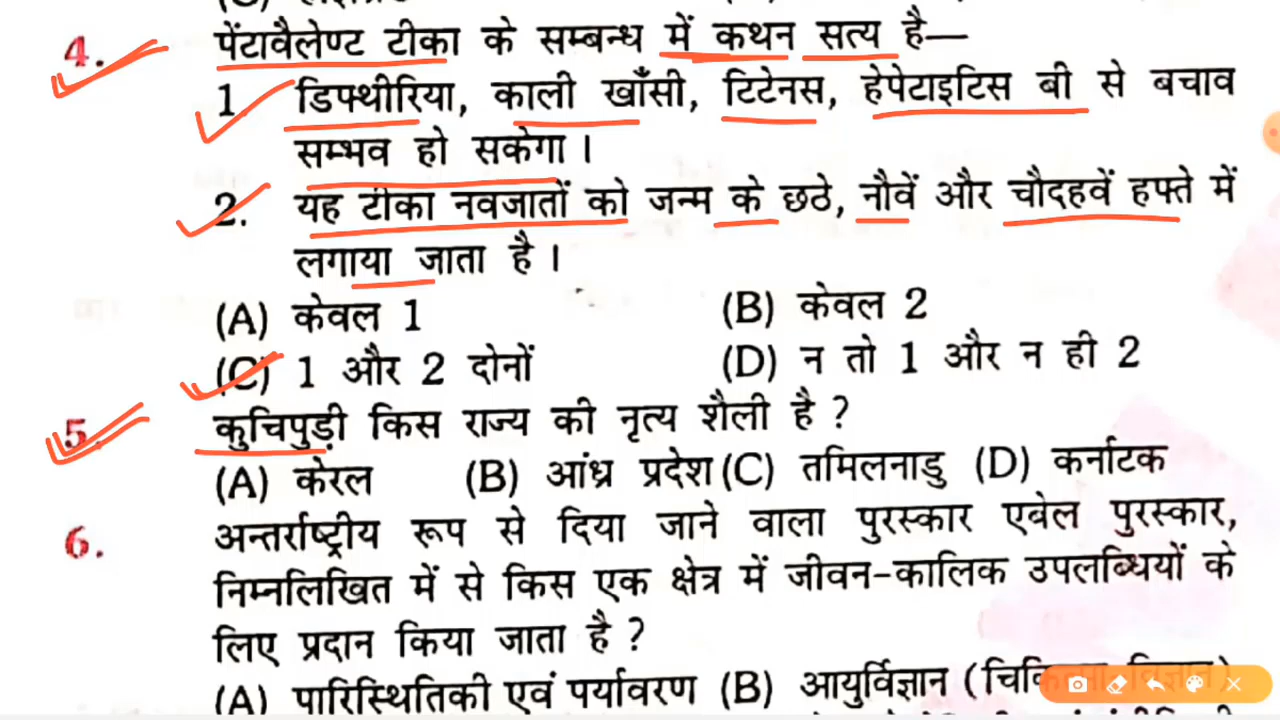 4. पेंटावैलेण्ट टीका के सम्बन्ध में कथन सत्य है—
1 डिफ्थीरिया, काली खाँसी, टिटेनस, हेपेटाइटिस बी से बचाव
सम्भव हो सकेगा।
2. यह टीका नवजातों को जन्म के छठे, नौवें और चौदहवें हफ्ते में
लगाया जाता है।
(A) केवल 1 (B) केवल 2
(C) 1 और 2 दोनों (D) न तो 1 और न ही 2
5. कुचिपुड़ी किस राज्य की नृत्य शैली है ?
(A) केरल (B) आंध्र प्रदेश (C) तमिलनाडु (D) कर्नाटक
6. अन्तर्राष्ट्रीय रूप से दिया जाने वाला पुरस्कार एबेल पुरस्कार,
निम्नलिखित में से किस एक क्षेत्र में जीवन-कालिक उपलब्धियों के
लिए प्रदान किया जाता है ?
(A) पारिस्थितिकी एवं पर्यावरण (B) आयुर्विज्ञान